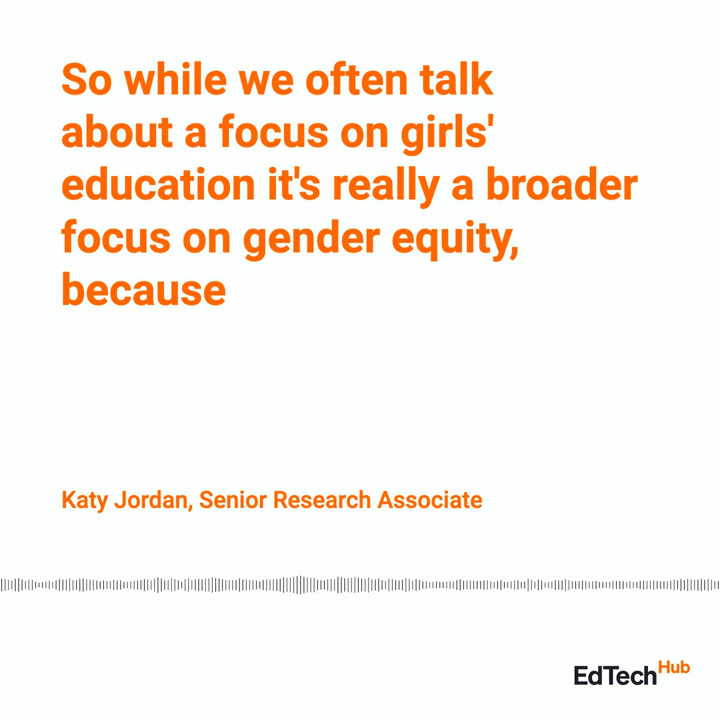 So while we often talk
about a focus on girls'
education it's really a broader
focus on gender equity,
because
Katy Jordan, Senior Research Associate
EdTech Hub